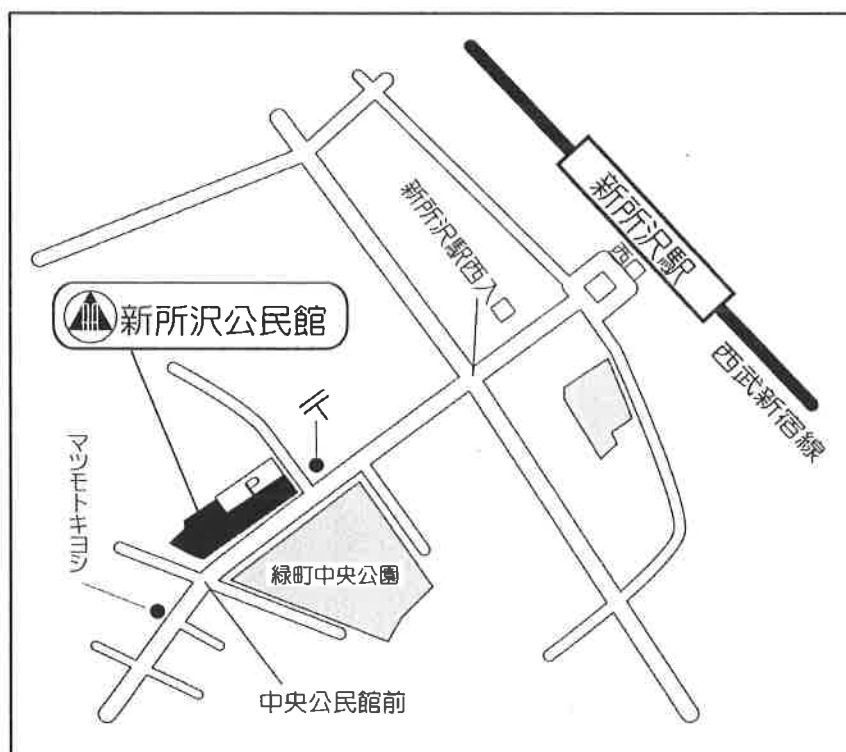 新所沢駅
西口
新所沢駅西入口
西武新宿線
新所沢公民館
〒
P
マツモトキヨシ
緑町中央公園
中央公民館前